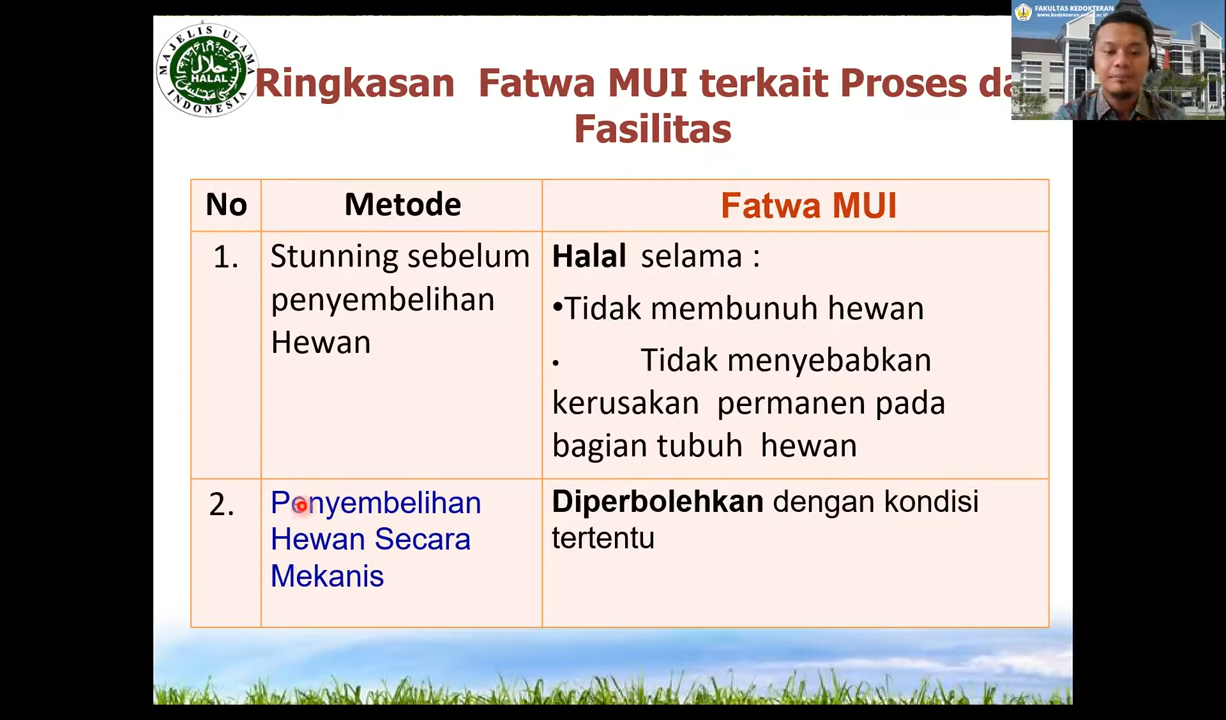 MAJELIS ULAMA
حلال
HALAL
INDONESIA
FAKULTAS KEDOKTERAN
Ringkasan Fatwa MUI terkait Proses da
Fasilitas
No Metode Fatwa MUI
1. Stunning sebelum
penyembelihan
Hewan
Halal selama :
•Tidak membunuh hewan
• Tidak menyebabkan
kerusakan permanen pada
bagian tubuh hewan
2. Penyembelihan
Hewan Secara
Mekanis
Diperbolehkan dengan kondisi
tertentu